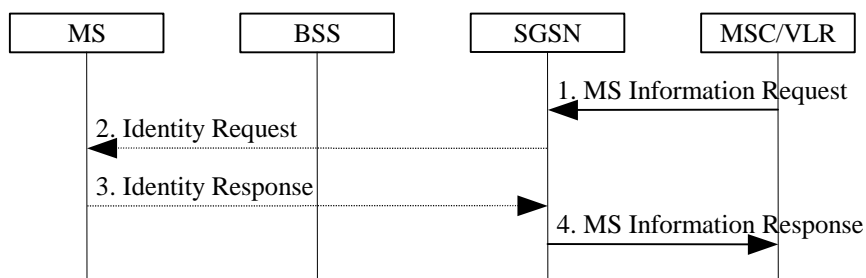 MS
BSS
SGSN
MSC/VLR
1. MS Information Request
2. Identity Request
3. Identity Response
4. MS Information Response